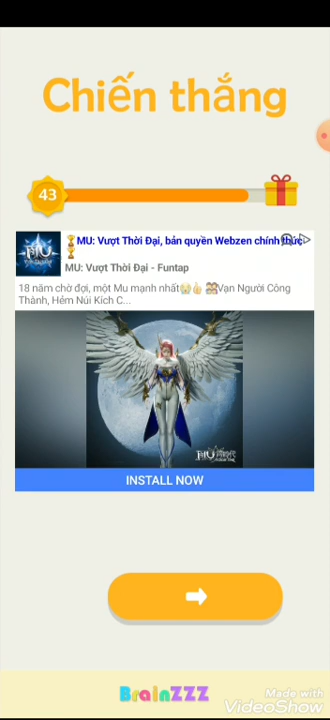 Chiến thắng
43
🏆MU: Vượt Thời Đại, bản quyền Webzen chính thức
🏆
MU: Vượt Thời Đại - Funtap
18 năm chờ đợi, một Mu mạnh nhất😭👍 🎎Vạn Người Công
Thành, Hẻm Núi Kích C...
INSTALL NOW
BrainZZZ
Made with
VideoShow